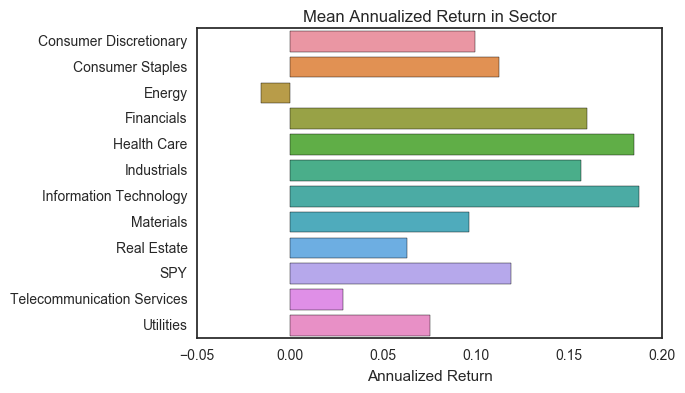 Mean Annualized Return in Sector
Consumer Discretionary
Consumer Staples
Energy
Financials
Health Care
Industrials
Information Technology
Materials
Real Estate
SPY
Telecommunication Services
Utilities
−0.05 0.00 0.05 0.10 0.15 0.20
Annualized Return